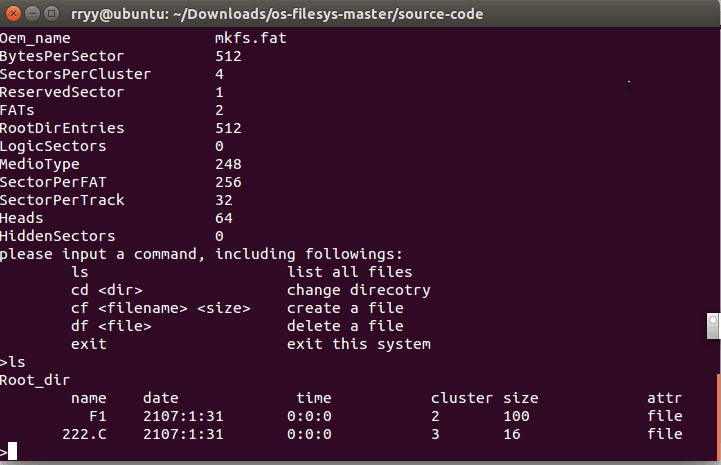 rryy@ubuntu: ~/Downloads/os-filesys-master/source-code
Oem_name mkfs.fat
BytesPerSector 512
SectorsPerCluster 4
ReservedSector 1
FATs 2
RootDirEntries 512
LogicSectors 0
MedioType 248
SectorPerFAT 256
SectorPerTrack 32
Heads 64
HiddenSectors 0
please input a command, including followings:
ls list all files
cd <dir> change direcotry
cf <filename> <size> create a file
df <file> delete a file
exit exit this system
>ls
Root_dir
name date time cluster size attr
F1 2107:1:31 0:0:0 2 100 file
222.C 2107:1:31 0:0:0 3 16 file
>